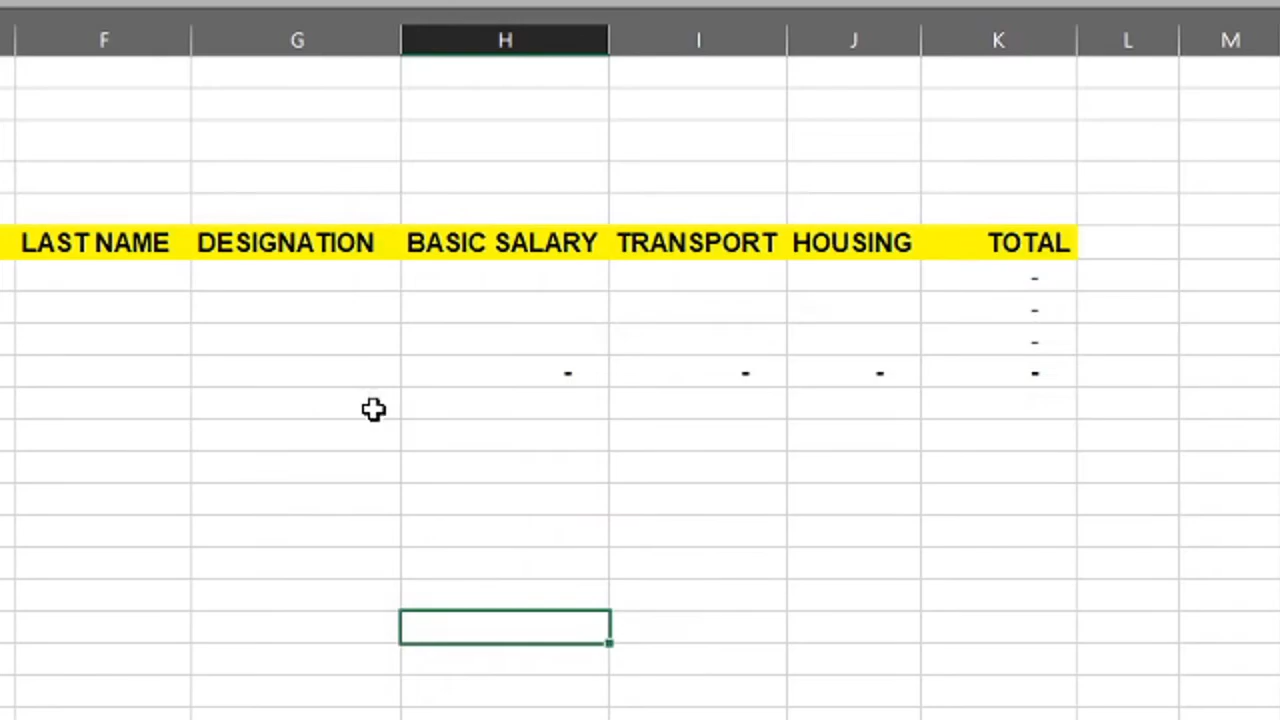 F G H I J K L M
LAST NAME DESIGNATION BASIC SALARY TRANSPORT HOUSING TOTAL
-
-
-
- - - -